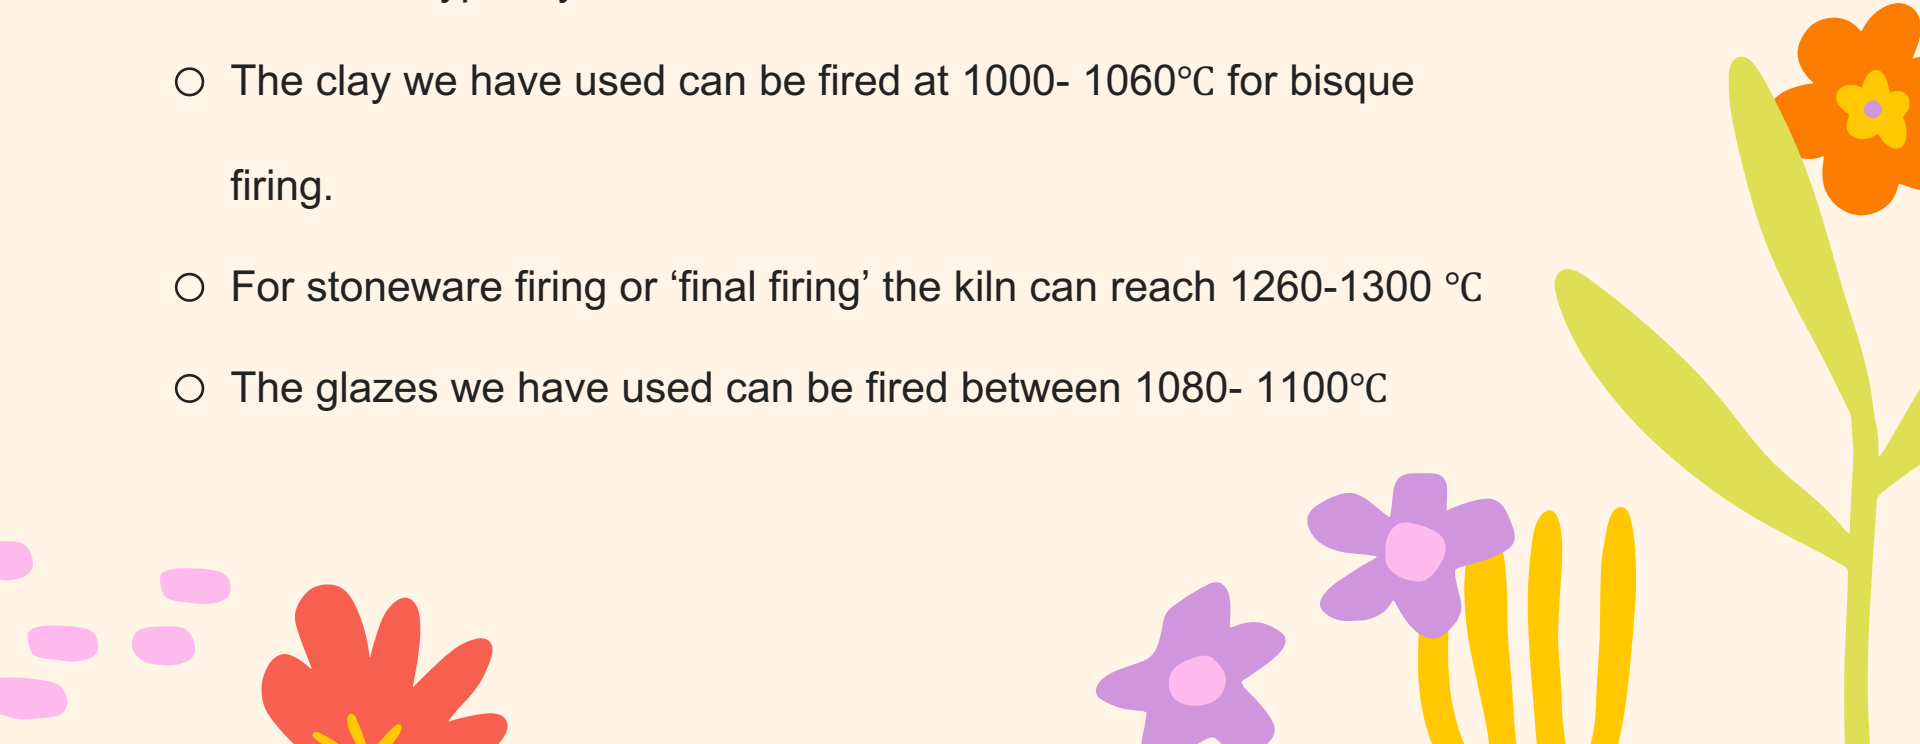 The clay we have used can be fired at 1000- 1060℃ for bisque
firing.
For stoneware firing or ‘final firing’ the kiln can reach 1260-1300 ℃
The glazes we have used can be fired between 1080- 1100℃